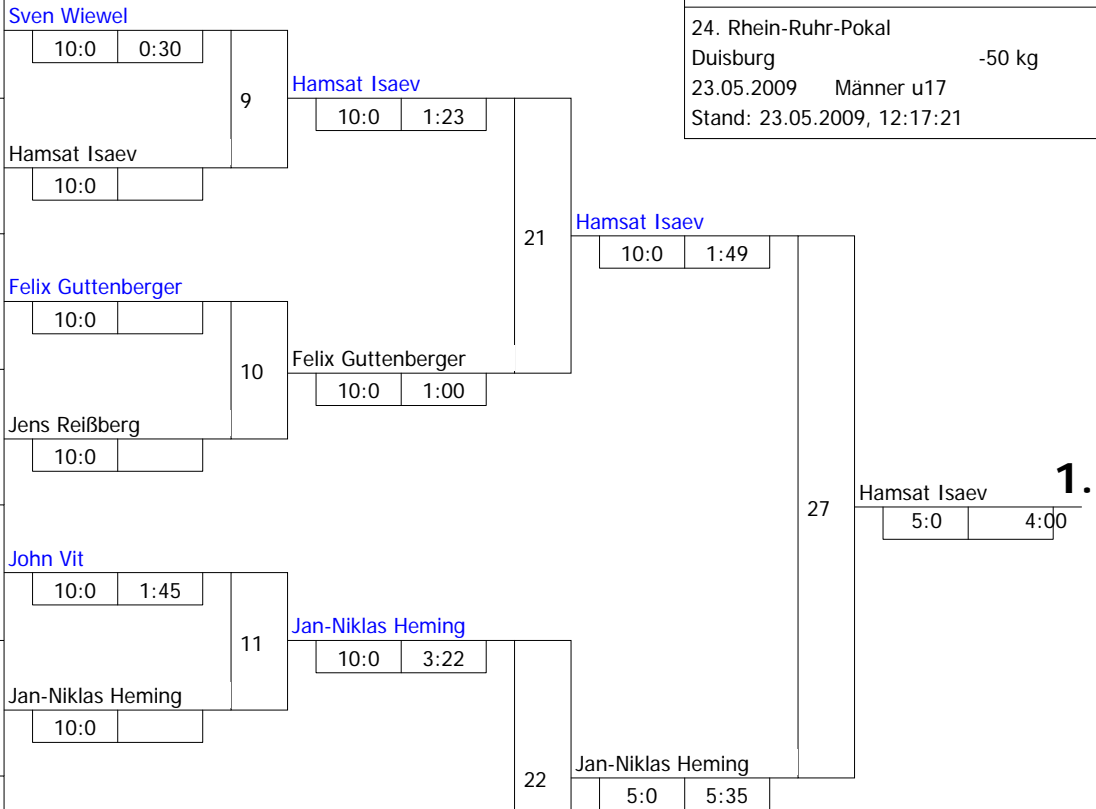 Sven Wiewel
10:0 0:30
24. Rhein-Ruhr-Pokal
Duisburg -50 kg
23.05.2009 Männer u17
Stand: 23.05.2009, 12:17:21
9
Hamsat Isaev
10:0 1:23
Hamsat Isaev
10:0
21
Hamsat Isaev
10:0 1:49
Felix Guttenberger
10:0
10
Felix Guttenberger
10:0 1:00
Jens Reißberg
10:0
27
Hamsat Isaev 1.
5:0 4:00
John Vit
10:0 1:45
11
Jan-Niklas Heming
10:0 3:22
Jan-Niklas Heming
10:0
22
Jan-Niklas Heming
5:0 5:35